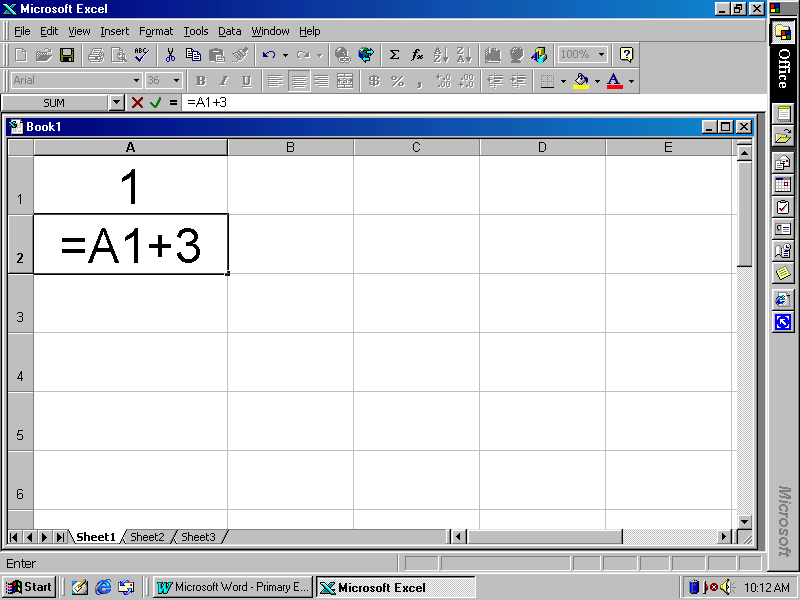 Microsoft Excel
File Edit View Insert Format Tools Data Window Help
100%
Arial 36 B I U $ % ,
SUM = =A1+3
Book1
A B C D E
1 1
2 =A1+3
3
4
5
6
Sheet1 Sheet2 Sheet3
Enter
Start Microsoft Word - Primary E... Microsoft Excel 10:12 AM
Office
Microsoft